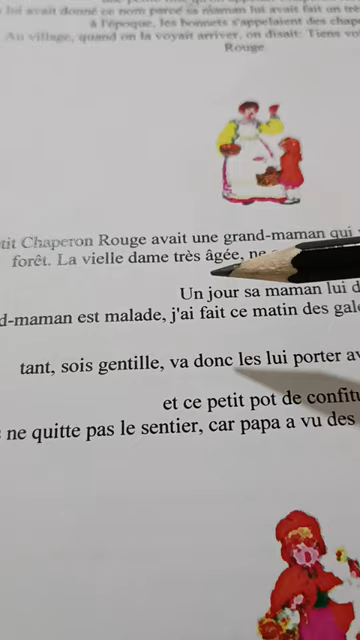 lui avait donné ce nom parce sa maman lui avait fait un
à l'époque, les bonnets s'appelaient des
Au village, quand on la voyait arriver, on disait: Tiens
Rouge.
tit Chaperon Rouge avait une grand-maman qui
forêt. La vielle dame très âgée, ne
Un jour sa maman lui d
d-maman est malade, j'ai fait ce matin des gale
tant, sois gentille, va donc les lui porter av
et ce petit pot de confitu
ne quitte pas le sentier, car papa a vu des